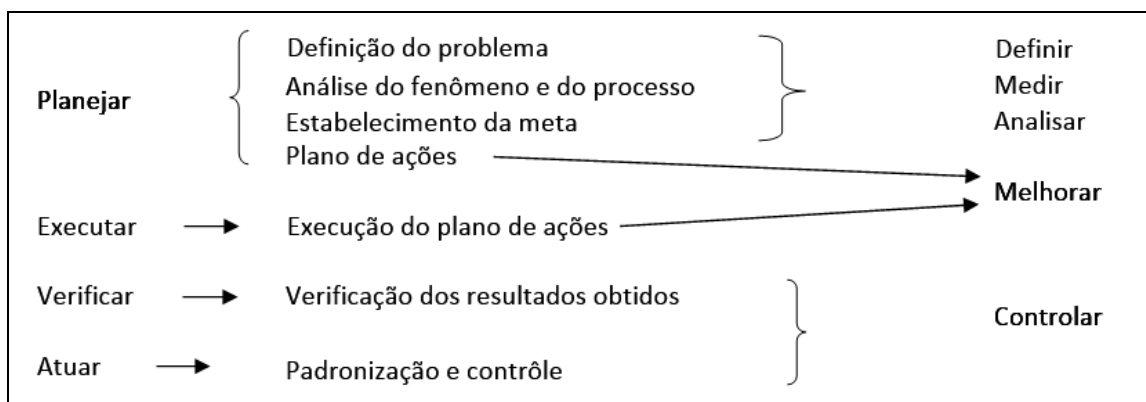 Definição do problema
Definir
Planejar
Análise do fenômeno e do processo
Medir
Estabelecimento da meta
Analisar
Plano de ações
Melhorar
Executar
Execução do plano de ações
Verificar
Verificação dos resultados obtidos
Controlar
Atuar
Padronização e contrôle